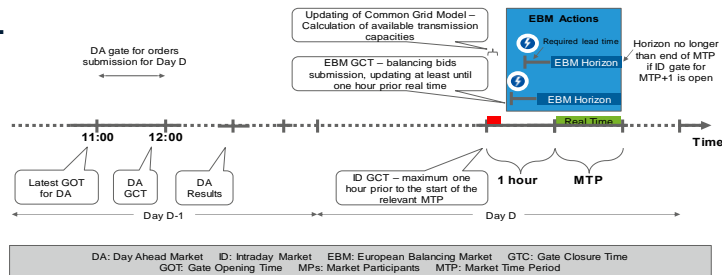 DA gate for orders
submission for Day D
Updating of Common Grid Model –
Calculation of available transmission
capacities
EBM GCT – balancing bids
submission, updating at least until
one hour prior real time
EBM Actions
Required lead time
EBM Horizon
EBM Horizon
Horizon no longer
than end of MTP
if ID gate for
MTP+1 is open
Real Time
11:00
12:00
Time
Latest GOT
for DA
DA
GCT
DA
Results
ID GCT – maximum one
hour prior to the start of the
relevant MTP
1 hour
MTP
Day D-1
Day D
DA: Day Ahead Market ID: Intraday Market EBM: European Balancing Market GTC: Gate Closure Time
GOT: Gate Opening Time MPs: Market Participants MTP: Market Time Period